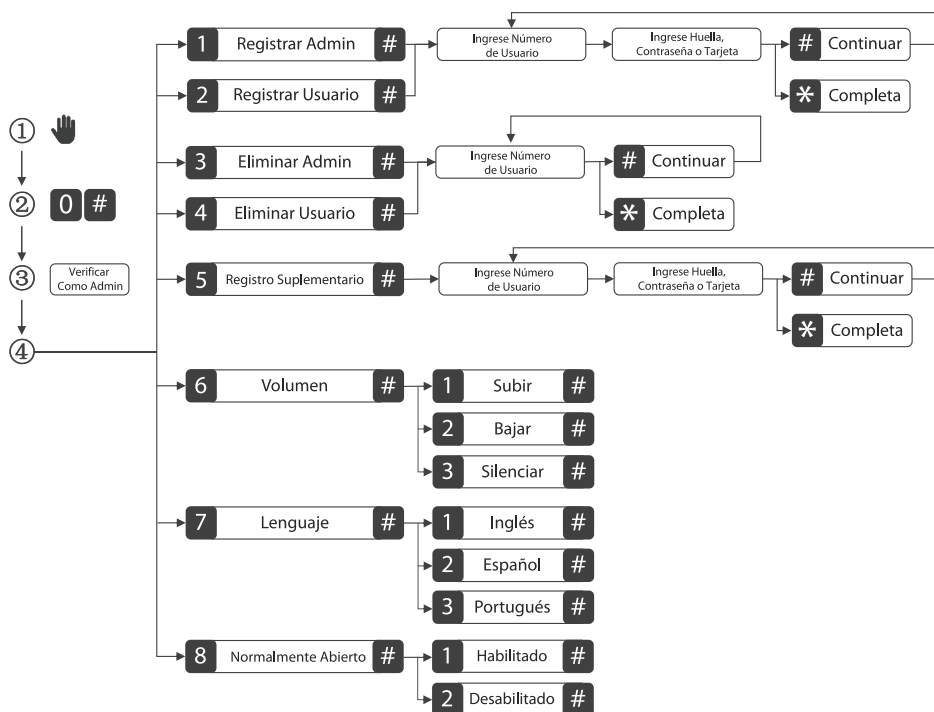 1 Registrar Admin # Ingrese Número de Usuario Ingrese Huella, Contraseña o Tarjeta # Continuar
2 Registrar Usuario # * Completa
①
3 Eliminar Admin # Ingrese Número de Usuario # Continuar
② 0 #
4 Eliminar Usuario # * Completa
③ Verificar Como Admin
5 Registro Suplementario # Ingrese Número de Usuario Ingrese Huella, Contraseña o Tarjeta # Continuar
* Completa
④
6 Volumen # 1 Subir #
2 Bajar #
3 Silenciar #
7 Lenguaje # 1 Inglés #
2 Español #
3 Portugués #
8 Normalmente Abierto # 1 Habilitado #
2 Desabilitado #